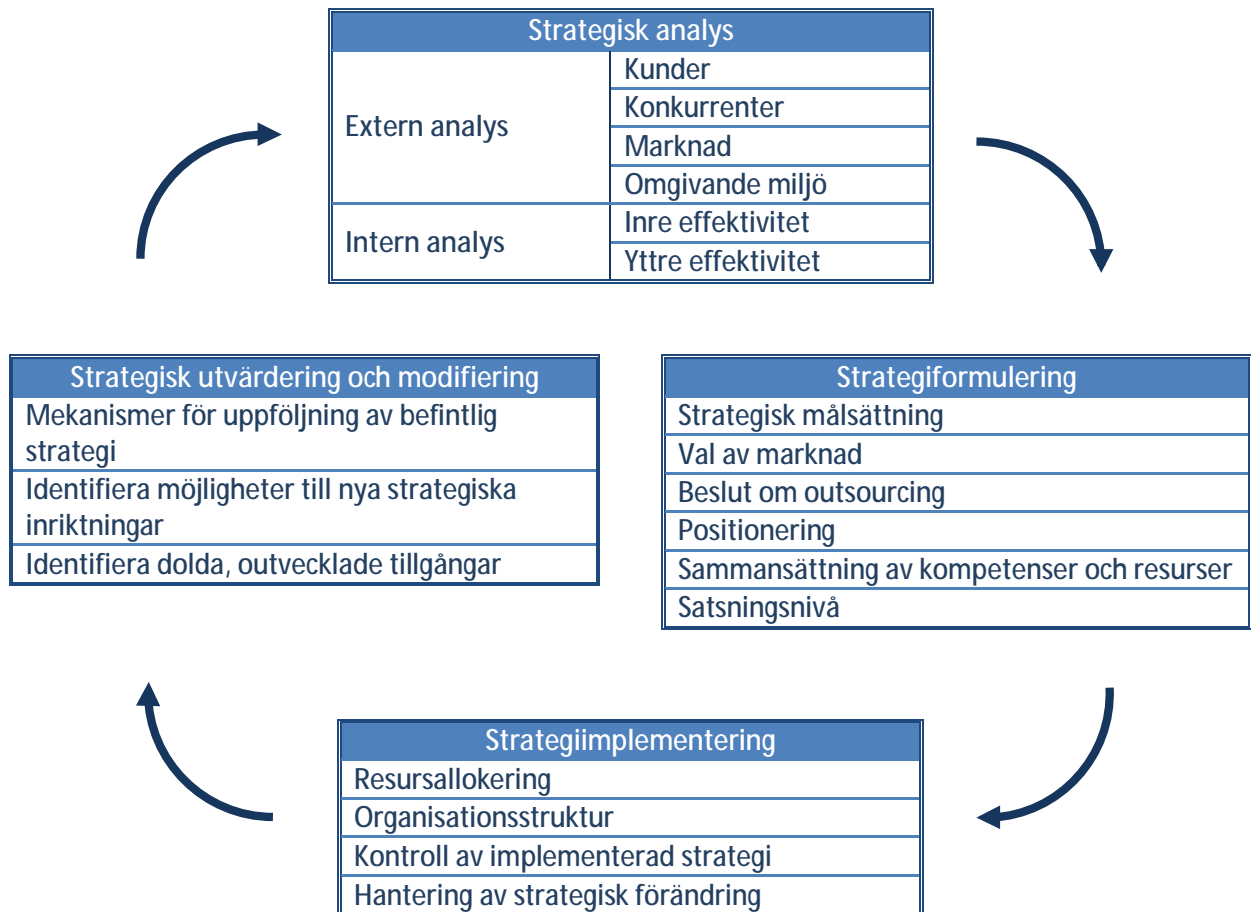 Strategisk analys
Extern analys
Kunder
Konkurrenter
Marknad
Omgivande miljö
Intern analys
Inre effektivitet
Yttre effektivitet
Strategisk utvärdering och modifiering
Mekanismer för uppföljning av befintlig
strategi
Identifiera möjligheter till nya strategiska
inriktningar
Identifiera dolda, outvecklade tillgångar
Strategiformulering
Strategisk målsättning
Val av marknad
Beslut om outsourcing
Positionering
Sammansättning av kompetenser och resurser
Satsningsnivå
Strategiimplementering
Resursallokering
Organisationsstruktur
Kontroll av implementerad strategi
Hantering av strategisk förändring